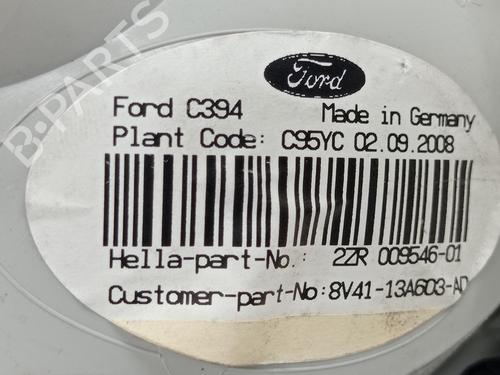 B-PARTS
Ford
Ford C394 Made in Germany
Plant Code: C95YC 02.09.2008
Hella-part-No.: 2ZR 009546-01
Customer-part-No:8V41-13A603-AD